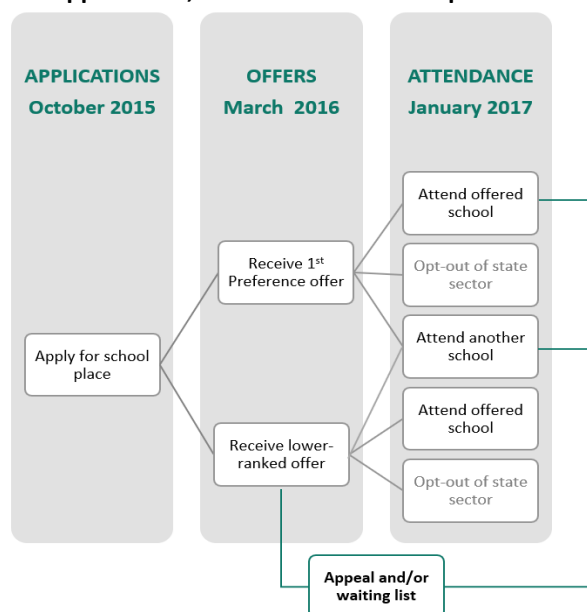 APPLICATIONS
October 2015
OFFERS
March 2016
ATTENDANCE
January 2017
Attend offered
school
Receive 1st
Preference offer
Opt-out of state
sector
Apply for school
place
Attend another
school
Attend offered
school
Receive lower-
ranked offer
Opt-out of state
sector
Appeal and/or
waiting list